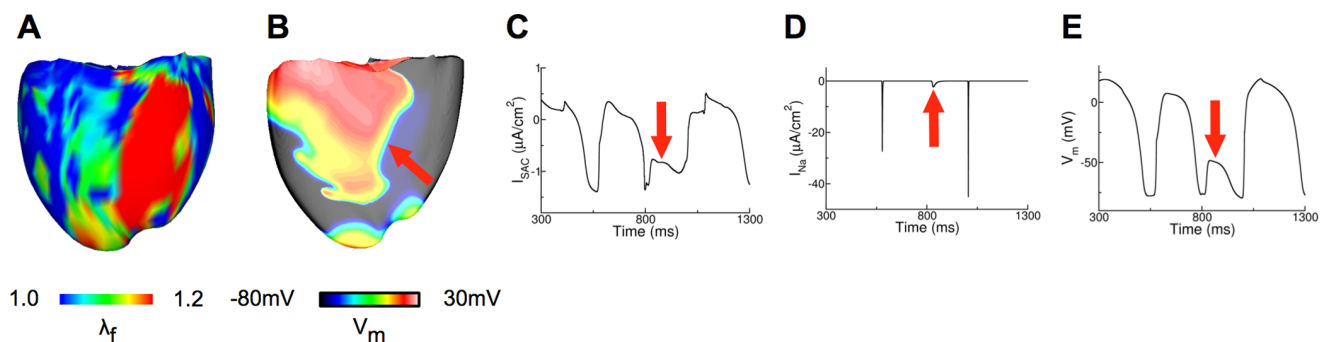 A
B
C
D
E
I_SAC (μA/cm²)
1
0
-1
300
800
1300
Time (ms)
I_Na (μA/cm²)
0
-20
-40
300
800
1300
Time (ms)
V_m (mV)
0
-50
300
800
1300
Time (ms)
1.0
1.2
λ_f
-80mV
30mV
V_m